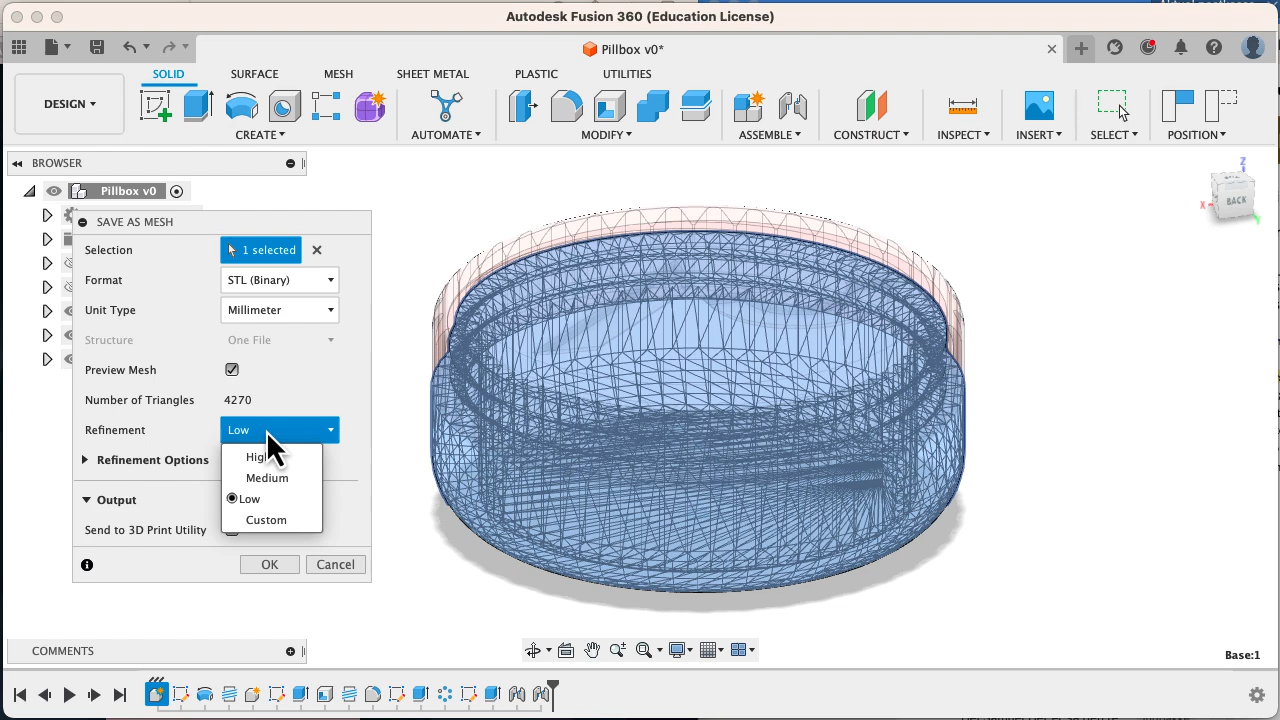 Autodesk Fusion 360 (Education License)
Pillbox v0*
DESIGN
SOLID
SURFACE
MESH
SHEET METAL
PLASTIC
UTILITIES
CREATE
AUTOMATE
MODIFY
ASSEMBLE
CONSTRUCT
INSPECT
INSERT
SELECT
POSITION
BROWSER
Pillbox v0
Z
X
Y
BACK
SAVE AS MESH
Selection 1 selected
Format STL (Binary)
Unit Type Millimeter
Structure One File
Preview Mesh
Number of Triangles 4270
Refinement Low
Medium
Low
Custom
Refinement Options
Output
Send to 3D Print Utility
OK Cancel
COMMENTS
Base:1